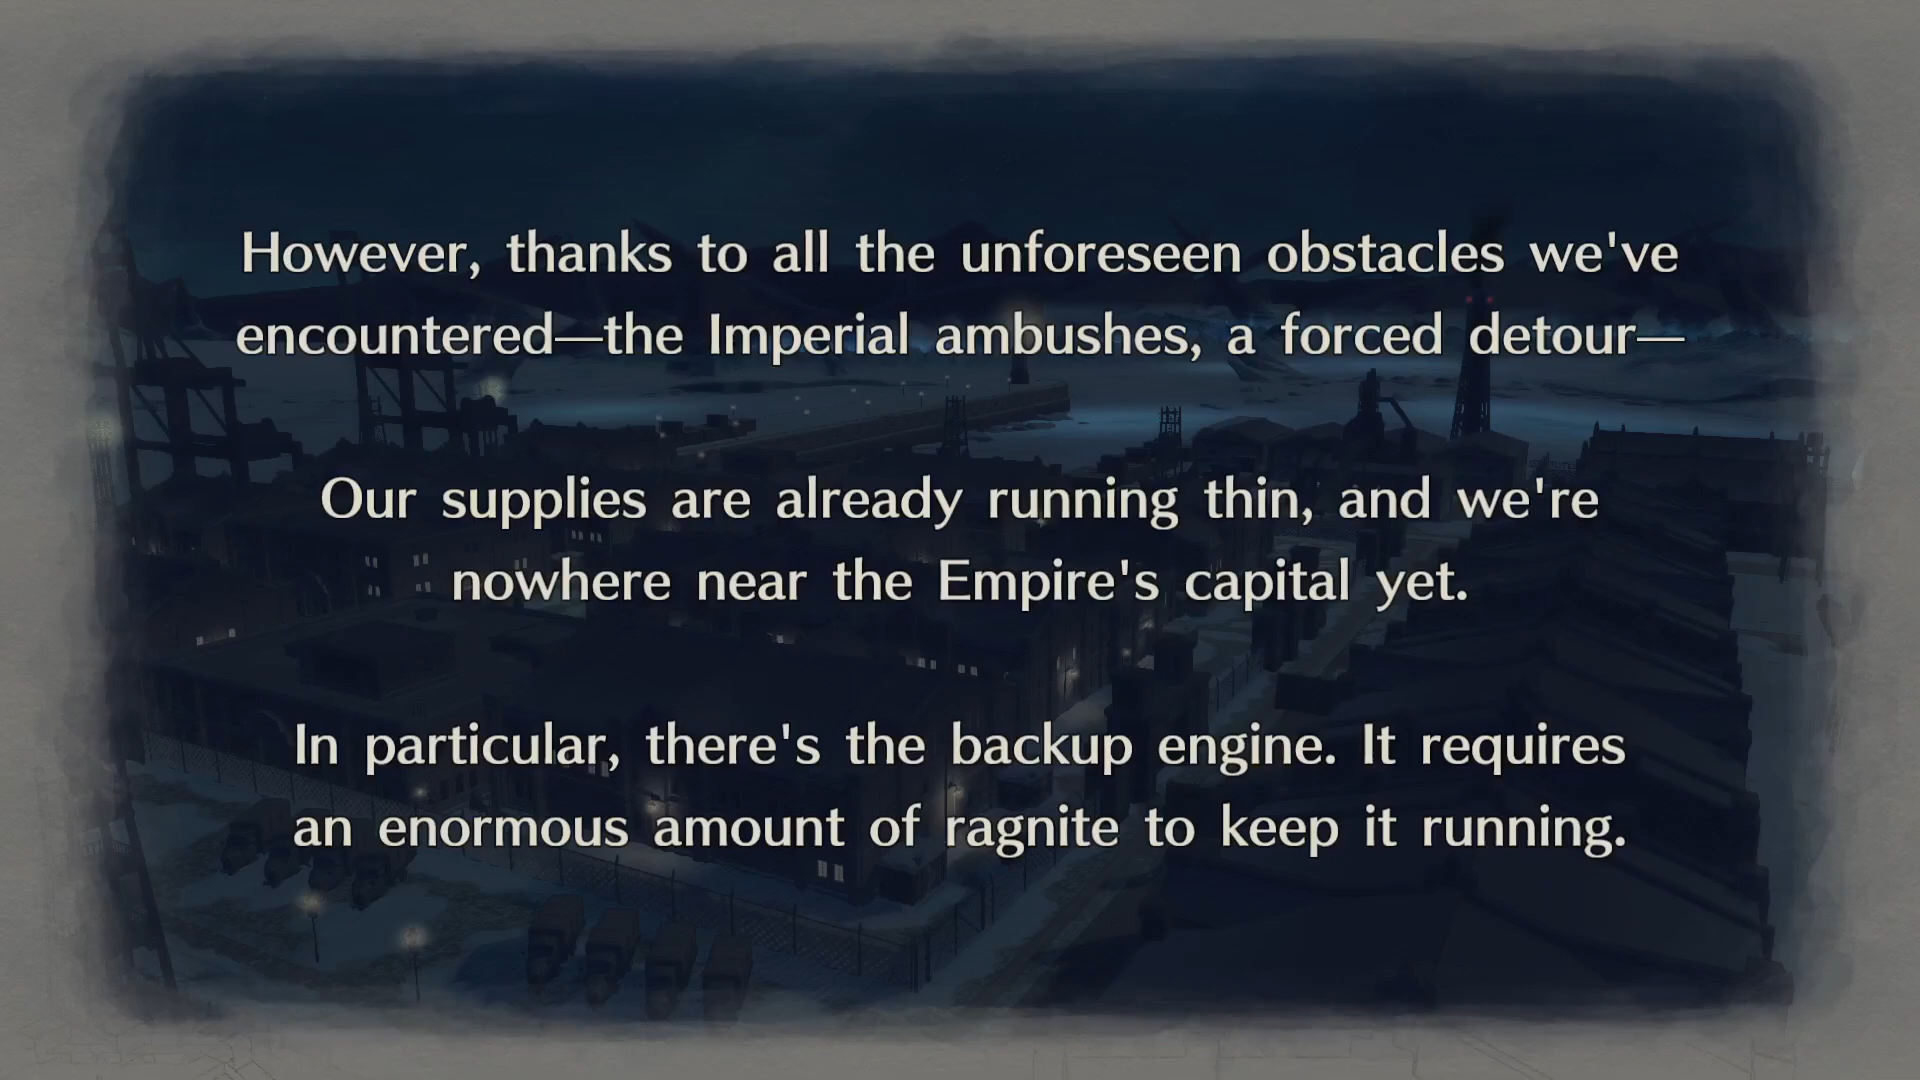 However, thanks to all the unforeseen obstacles we've
encountered—the Imperial ambushes, a forced detour—
Our supplies are already running thin, and we're
nowhere near the Empire's capital yet.
In particular, there's the backup engine. It requires
an enormous amount of ragnite to keep it running.